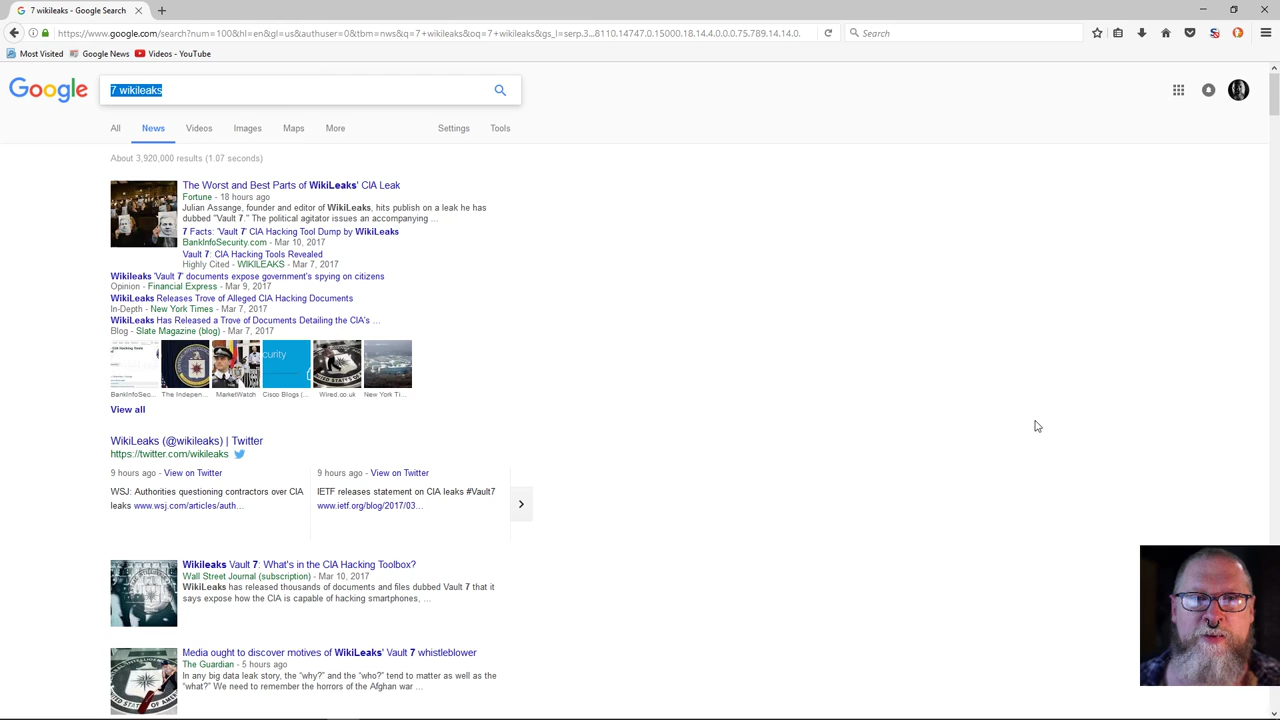 7 wikileaks - Search
https://www.google.com/search?num=100&hl=en&gl=us&authuser=0&tbm=nws&q=7+wikileaks&oq=7+wikileaks&gs_l=serp.3...8110.14747.0.15000.18.14.4.0.0.0.75.789.14.14.0.
Search
Most Visited
Google News
Videos - YouTube
Google
7 wikileaks
All
News
Videos
Images
Maps
More
Settings
Tools
About 3,920,000 results (1.07 seconds)
The Worst and Best Parts of WikiLeaks' CIA Leak
Fortune - 18 hours ago
Julian Assange, founder and editor of WikiLeaks, hits publish on a leak he has
dubbed "Vault 7." The political agitator issues an accompanying ...
7 Facts: 'Vault 7' CIA Hacking Tool Dump by WikiLeaks
BankInfoSecurity.com - Mar 10, 2017
Vault 7: CIA Hacking Tools Revealed
Highly Cited - WIKILEAKS - Mar 7, 2017
Wikileaks 'Vault 7' documents expose government's spying on citizens
Opinion - Financial Express - Mar 9, 2017
WikiLeaks Releases Trove of Alleged CIA Hacking Documents
In-Depth - New York Times - Mar 7, 2017
WikiLeaks Has Released a Trove of Documents Detailing the CIA's ...
Blog - Slate Magazine (blog) - Mar 7, 2017
BankInfoSec...
The Indepen...
MarketWatch
Cisco Blogs (...
Wired.co.uk
New York Ti...
View all
WikiLeaks (@wikileaks) | Twitter
https://twitter.com/wikileaks
9 hours ago - View on Twitter
WSJ: Authorities questioning contractors over CIA
leaks www.wsj.com/articles/auth...
9 hours ago - View on Twitter
IETF releases statement on CIA leaks #Vault7
www.ietf.org/blog/2017/03...
Wikileaks Vault 7: What's in the CIA Hacking Toolbox?
Wall Street Journal (subscription) - Mar 10, 2017
WikiLeaks has released thousands of documents and files dubbed Vault 7 that it
says expose how the CIA is capable of hacking smartphones, ...
Media ought to discover motives of WikiLeaks' Vault 7 whistleblower
The Guardian - 5 hours ago
In any big data leak story, the “why?” and the “who?” tend to matter as well as the
“what?” We need to remember the horrors of the Afghan war ...